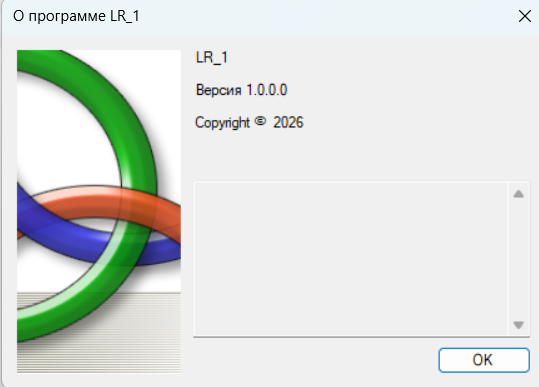 О программе LR_1
LR_1
Версия 1.0.0.0
Copyright © 2026
OK